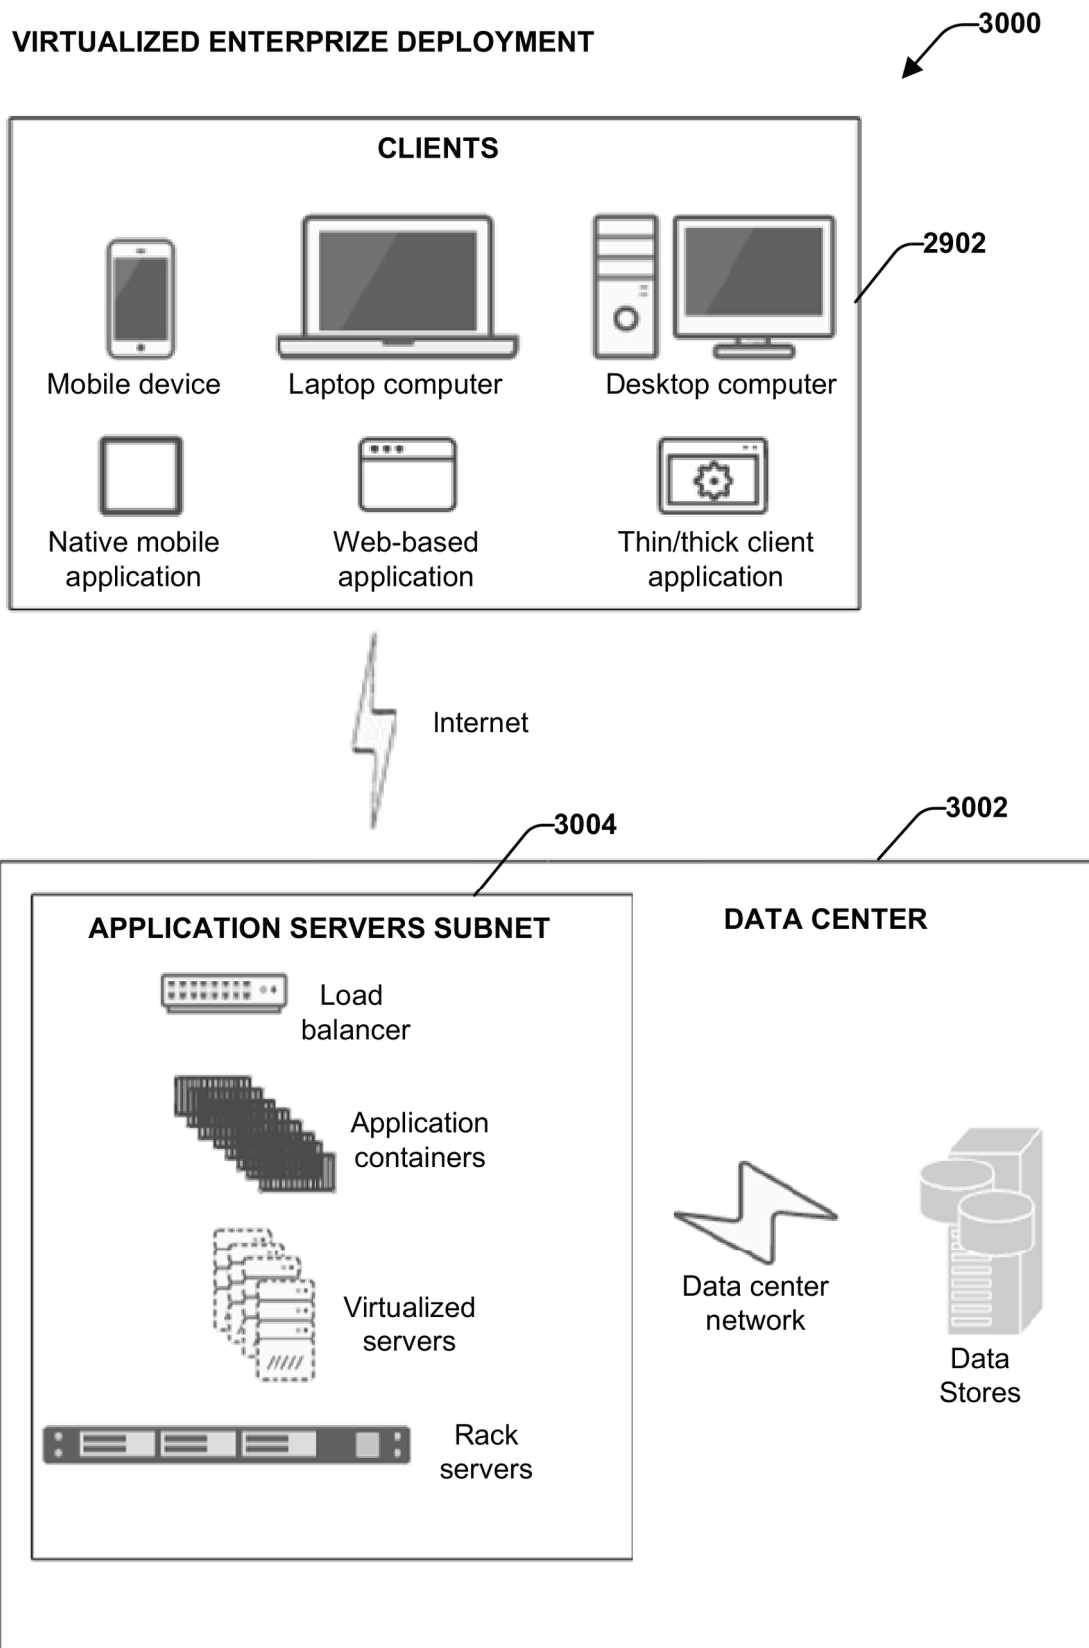 VIRTUALIZED ENTERPRIZE DEPLOYMENT
3000
CLIENTS
2902
Mobile device
Laptop computer
Desktop computer
Native mobile
application
Web-based
application
Thin/thick client
application
Internet
3004
3002
APPLICATION SERVERS SUBNET
DATA CENTER
Load
balancer
Application
containers
Virtualized
servers
Rack
servers
Data center
network
Data
Stores